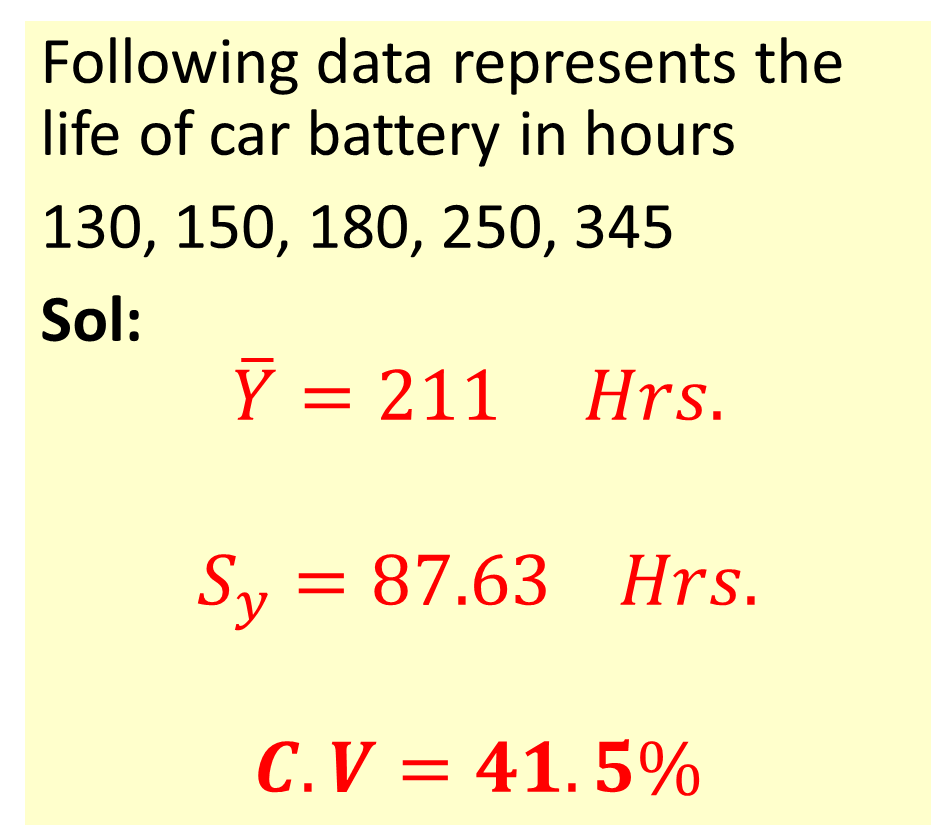 Following data represents the
life of car battery in hours
130, 150, 180, 250, 345
Sol:
Ȳ = 211 Hrs.
S_y = 87.63 Hrs.
C.V = 41.5%